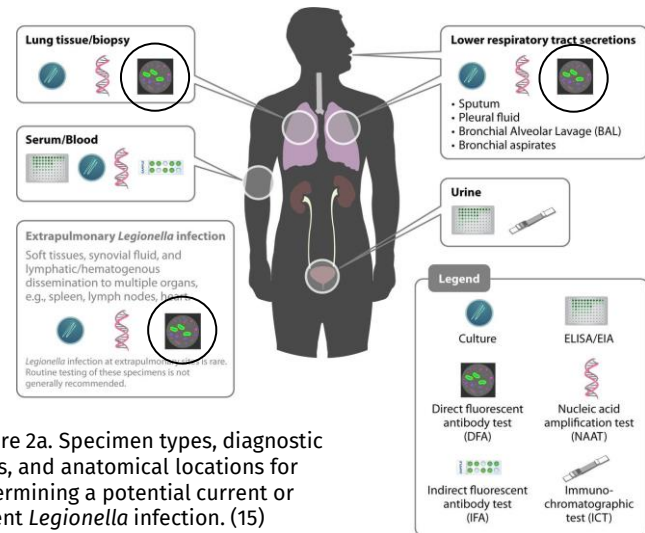 Lung tissue/biopsy
Lower respiratory tract secretions
• Sputum
• Pleural fluid
• Bronchial Alveolar Lavage (BAL)
• Bronchial aspirates
Serum/Blood
Urine
Extrapulmonary Legionella infection
Soft tissues, synovial fluid, and
lymphatic/hematogenous
dissemination to multiple organs,
e.g., spleen, lymph nodes, heart.
Legionella infection at extrapulmonary sites is rare.
Routine testing of these specimens is not
generally recommended.
Legend
Culture
ELISA/EIA
Direct fluorescent
antibody test
(DFA)
Nucleic acid
amplification test
(NAAT)
Indirect fluorescent
antibody test
(IFA)
Immuno-
chromatographic
test (ICT)
re 2a. Specimen types, diagnostic
s, and anatomical locations for
ermining a potential current or
ent Legionella infection. (15)